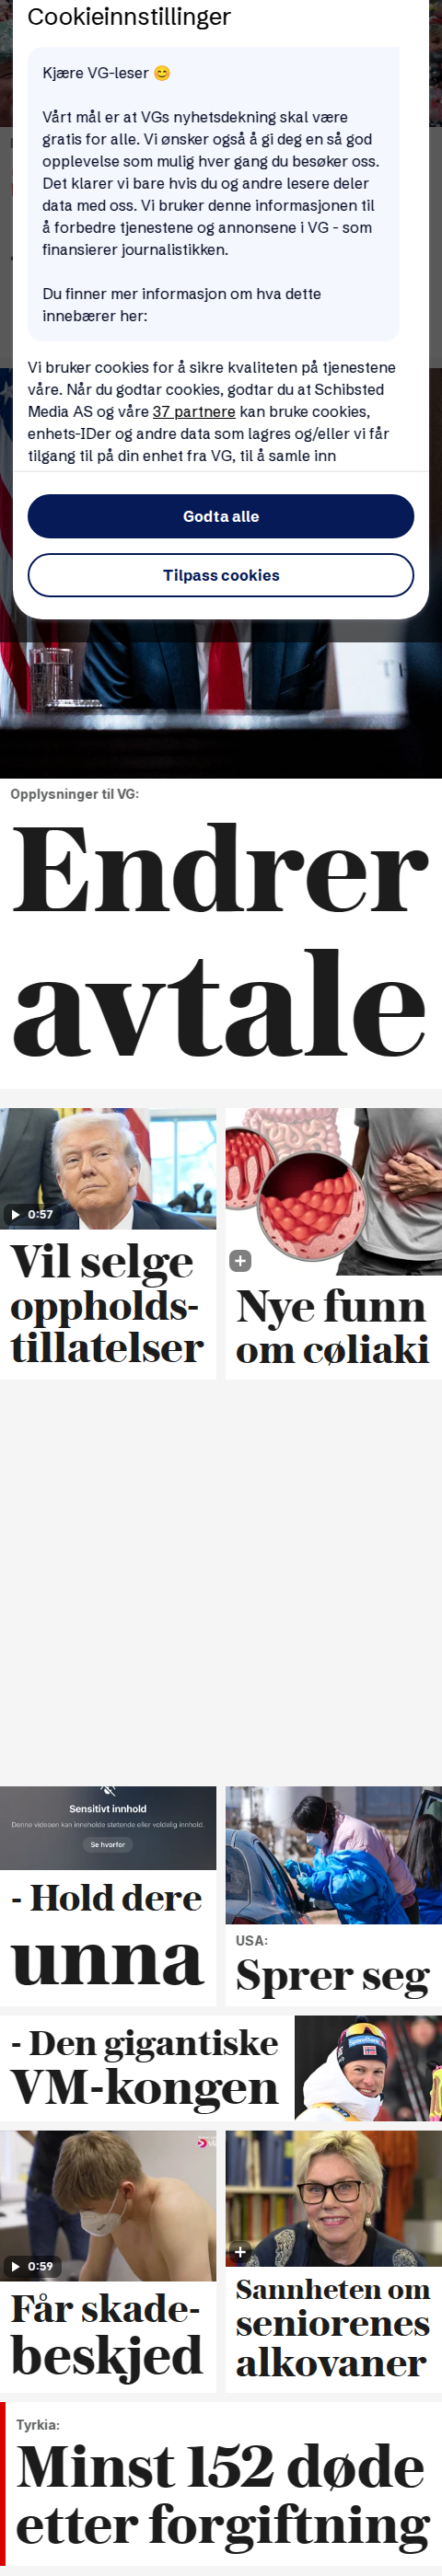 Cookieinnstillinger
Kjære VG-leser 😊
Vårt mål er at VGs nyhetsdekning skal være
gratis for alle. Vi ønsker også å gi deg en så god
opplevelse som mulig hver gang du besøker oss.
Det klarer vi bare hvis du og andre lesere deler
data med oss. Vi bruker denne informasjonen til
å forbedre tjenestene og annonsene i VG - som
finansierer journalistikken.
Du finner mer informasjon om hva dette
innebærer her:
Vi bruker cookies for å sikre kvaliteten på tjenestene
våre. Når du godtar cookies, godtar du at Schibsted
Media AS og våre 37 partnere kan bruke cookies,
enhets-IDer og andre data som lagres og/eller vi får
tilgang til på din enhet fra VG, til å samle inn
Godta alle
Tilpass cookies
Opplysninger til VG:
Endrer
avtale
0:57
Vil selge
oppholds-
tillatelser
Nye funn
om cøliaki
Sensitivt innhold
Denne videoen kan inneholde støtende eller voldelig innhold.
Se hvorfor
- Hold dere
unna
USA:
Sprer seg
- Den gigantiske
VM-kongen
0:59
Får skade-
beskjed
Sannheten om
seniorenes
alkovaner
Tyrkia:
Minst 152 døde
etter forgiftning